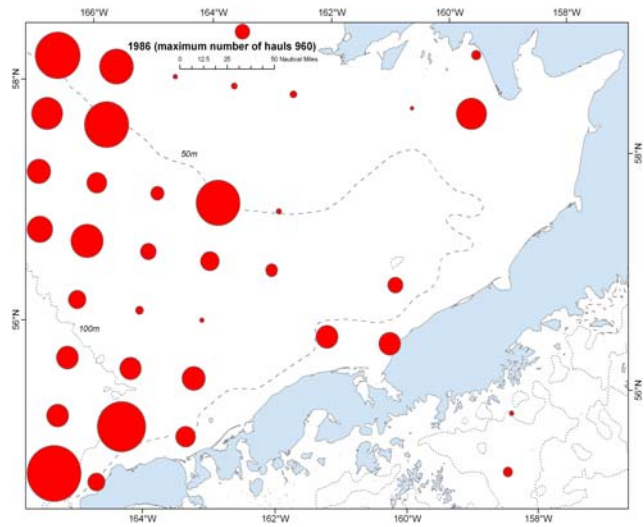 166°W 164°W 162°W 160°W 158°W
1986 (maximum number of hauls 960)
0 12.5 25 50 Nautical Miles
58°N
58°N
50m
56°N
100m
56°N
164°W 162°W 160°W 158°W